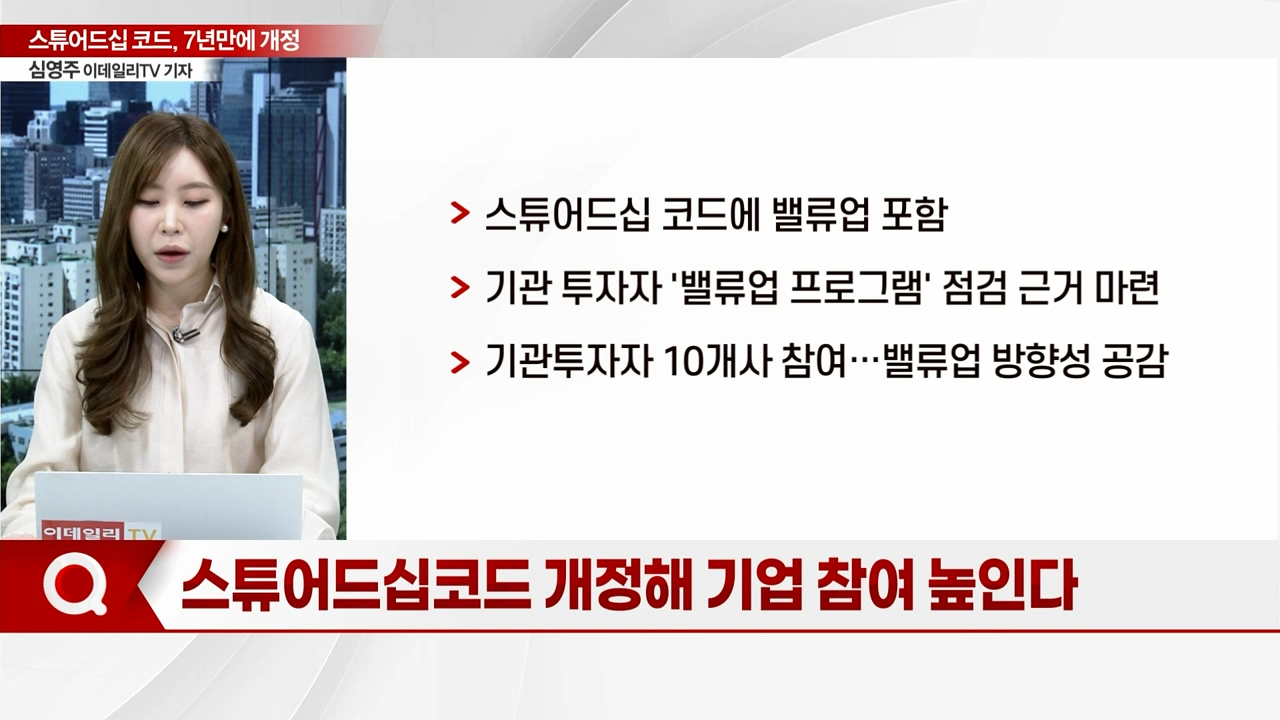 스튜어드십 코드, 7년만에 개정
심영주 이데일리TV 기자
> 스튜어드십 코드에 밸류업 포함
> 기관 투자자 '밸류업 프로그램' 점검 근거 마련
> 기관투자자 10개사 참여…밸류업 방향성 공감
이데일리 TV
Q 스튜어드십코드 개정해 기업 참여 높인다